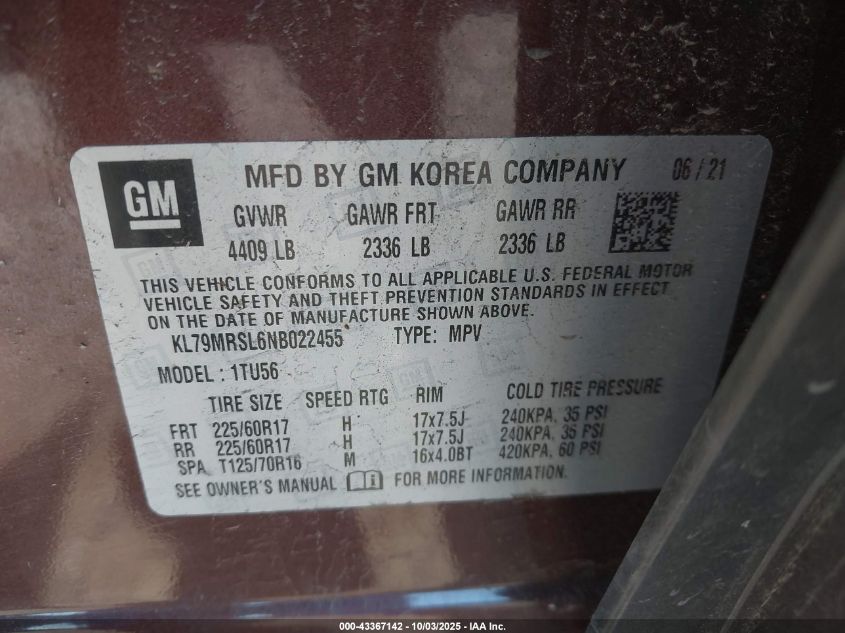 GM
MFD BY GM KOREA COMPANY 06/21
GVWR GAWR FRT GAWR RR
4409 LB 2336 LB 2336 LB
THIS VEHICLE CONFORMS TO ALL APPLICABLE U.S. FEDERAL MOTOR
VEHICLE SAFETY AND THEFT PREVENTION STANDARDS IN EFFECT
ON THE DATE OF MANUFACTURE SHOWN ABOVE.
KL79MRSL6NB022455 TYPE: MPV
MODEL : 1TU56
TIRE SIZE SPEED RTG RIM COLD TIRE PRESSURE
FRT 225/60R17 H 17x7.5J 240KPA, 35 PSI
RR 225/60R17 H 17x7.5J 240KPA, 35 PSI
SPA T125/70R16 M 16x4.0BT 420KPA, 60 PSI
SEE OWNER'S MANUAL FOR MORE INFORMATION.
000-43367142 - 10/03/2025 - IAA Inc.